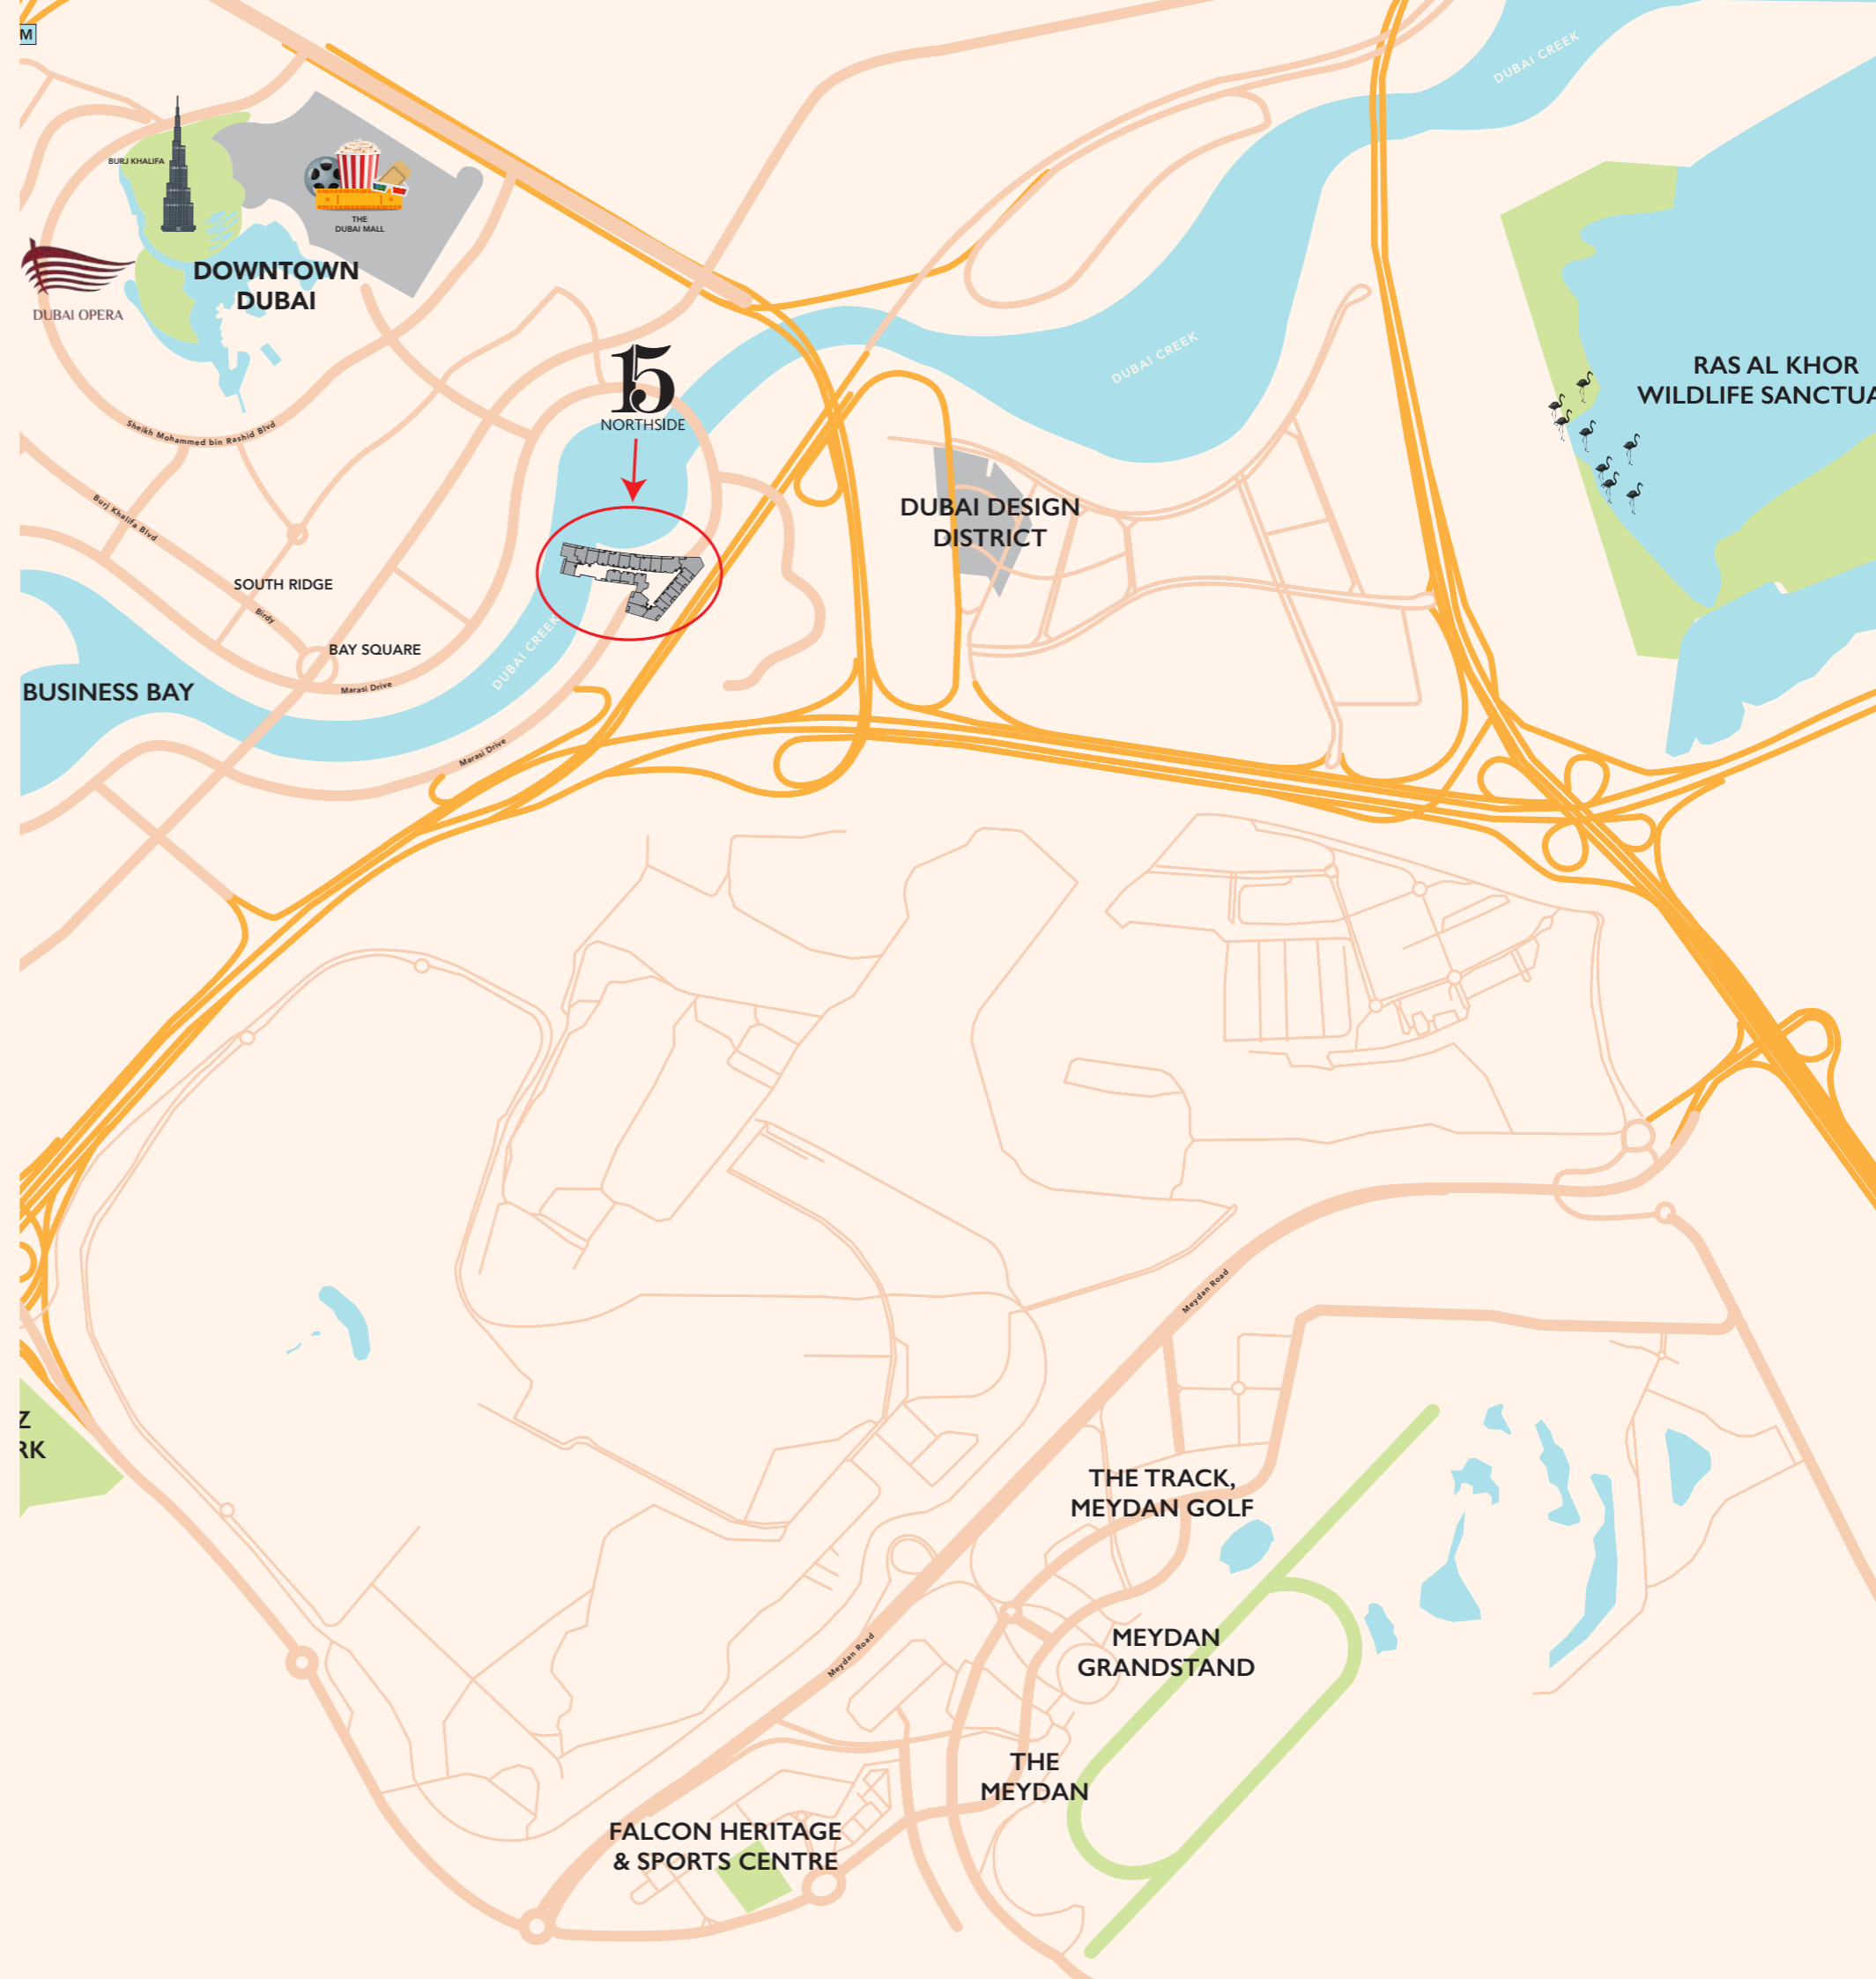 M
DUBAI CREEK
BURJ KHALIFA
THE
DUBAI MALL
DOWNTOWN
DUBAI
DUBAI OPERA
DUBAI CREEK
RAS AL KHOR
WILDLIFE SANCTUA
15
NORTHSIDE
Sheikh Mohammed bin Rashid Blvd
Burj Khalifa Blvd
DUBAI DESIGN
DISTRICT
SOUTH RIDGE
Birdy
BAY SQUARE
DUBAI CREEK
BUSINESS BAY
Marasi Drive
Marasi Drive
Meydan Road
Z
RK
THE TRACK,
MEYDAN GOLF
MEYDAN
GRANDSTAND
Meydan Road
THE
MEYDAN
FALCON HERITAGE
& SPORTS CENTRE